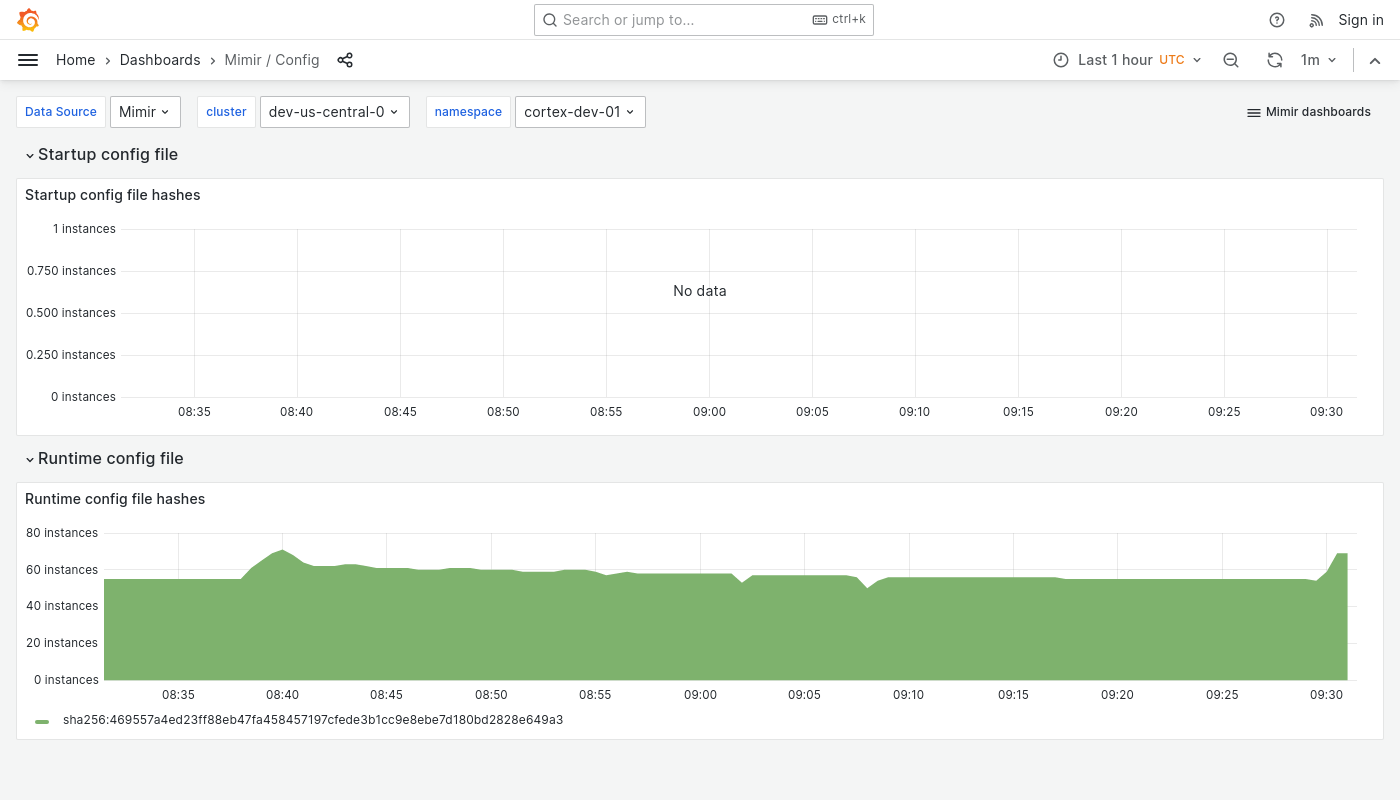 Search or jump to...
ctrl+k
Sign in
Home
Dashboards
Mimir / Config
Last 1 hour UTC
1m
Data Source
Mimir
cluster
dev-us-central-0
namespace
cortex-dev-01
Mimir dashboards
Startup config file
Startup config file hashes
1 instances
0.750 instances
No data
0.500 instances
0.250 instances
0 instances
08:35 08:40 08:45 08:50 08:55 09:00 09:05 09:10 09:15 09:20 09:25 09:30
Runtime config file
Runtime config file hashes
80 instances
60 instances
40 instances
20 instances
0 instances
08:35 08:40 08:45 08:50 08:55 09:00 09:05 09:10 09:15 09:20 09:25 09:30
sha256:469557a4ed23ff88eb47fa458457197cfede3b1cc9e8ebe7d180bd2828e649a3